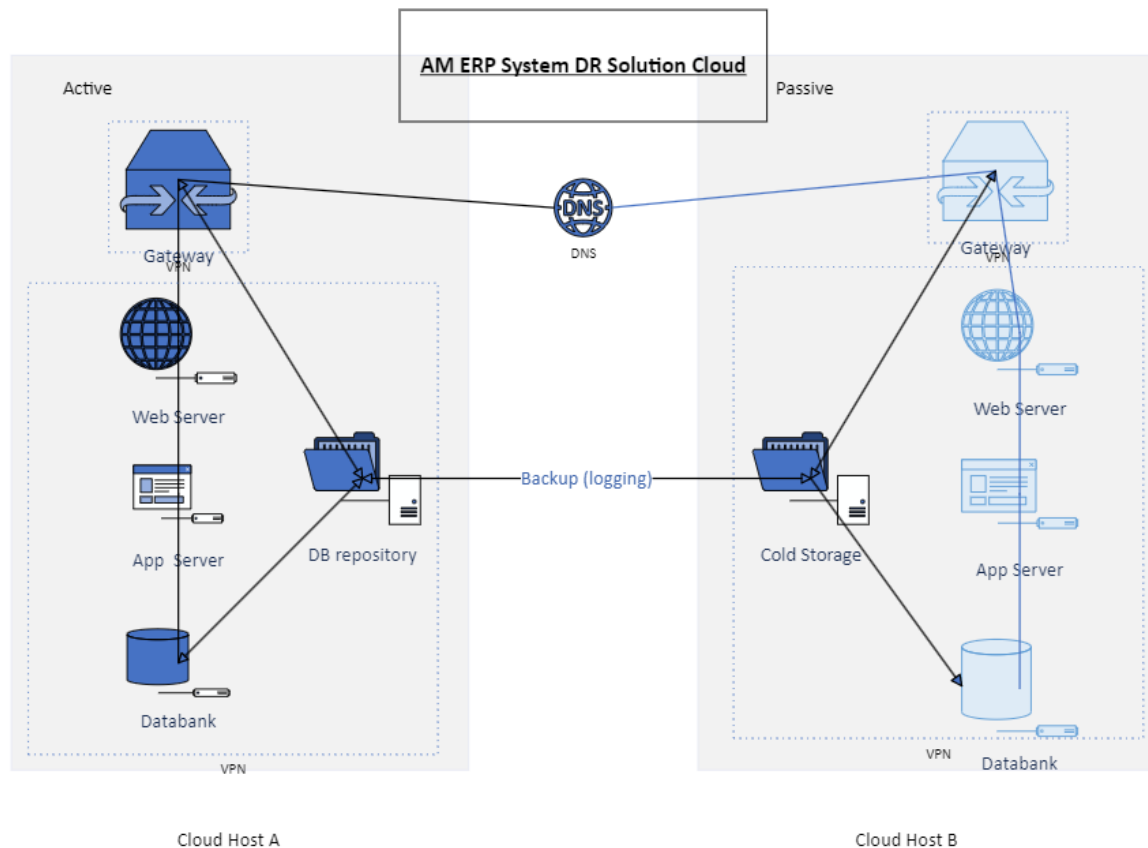 AM ERP System DR Solution Cloud
Active
Passive
Gateway
VPN
DNS
DNS
Gateway
VPN
Web Server
Web Server
Backup (logging)
DB repository
Cold Storage
App  Server
App Server
Databank
Databank
VPN
VPN
Cloud Host A
Cloud Host B